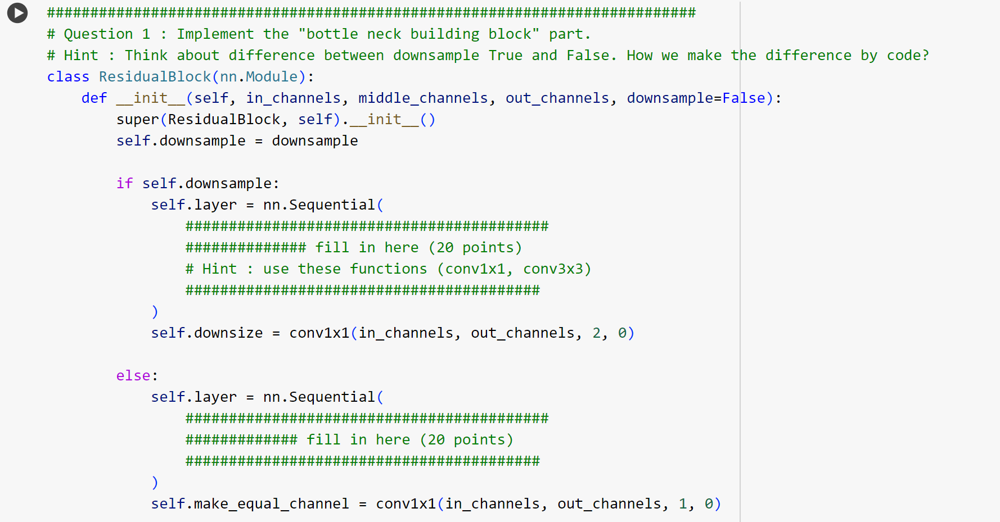 ###########################################################################
# Question 1 : Implement the "bottle neck building block" part.
# Hint : Think about difference between downsample True and False. How we make the difference by code?
class ResidualBlock(nn.Module):
    def __init__(self, in_channels, middle_channels, out_channels, downsample=False):
        super(ResidualBlock, self).__init__()
        self.downsample = downsample

        if self.downsample:
            self.layer = nn.Sequential(
                ##########################################
                ############## fill in here (20 points)
                # Hint : use these functions (conv1x1, conv3x3)
                #########################################
            )
            self.downsize = conv1x1(in_channels, out_channels, 2, 0)

        else:
            self.layer = nn.Sequential(
                ##########################################
                ############# fill in here (20 points)
                #########################################
            )
            self.make_equal_channel = conv1x1(in_channels, out_channels, 1, 0)